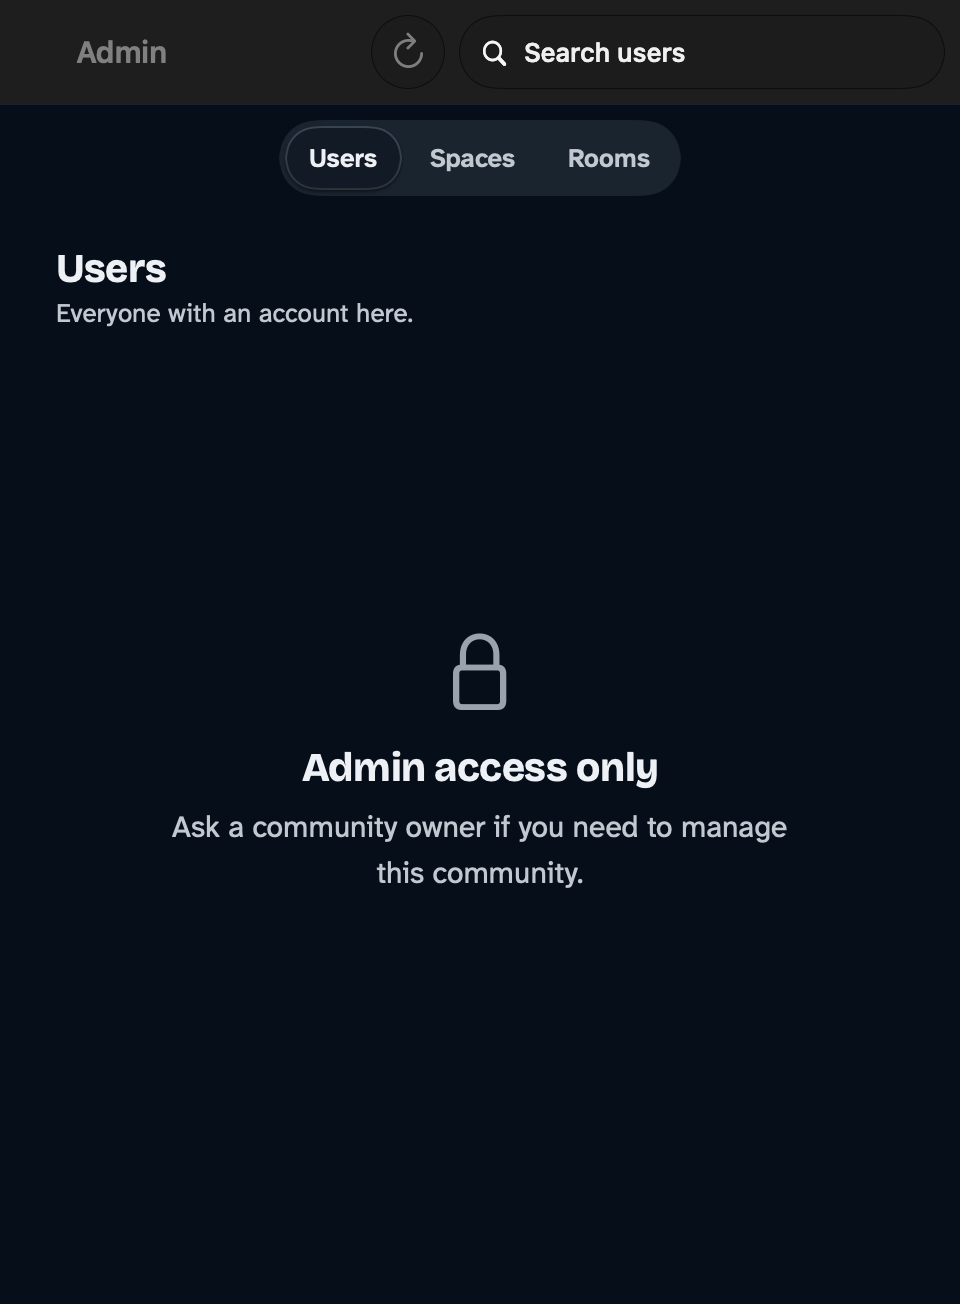 Admin
Search users
Users
Spaces
Rooms
Users
Everyone with an account here.
Admin access only
Ask a community owner if you need to manage
this community.